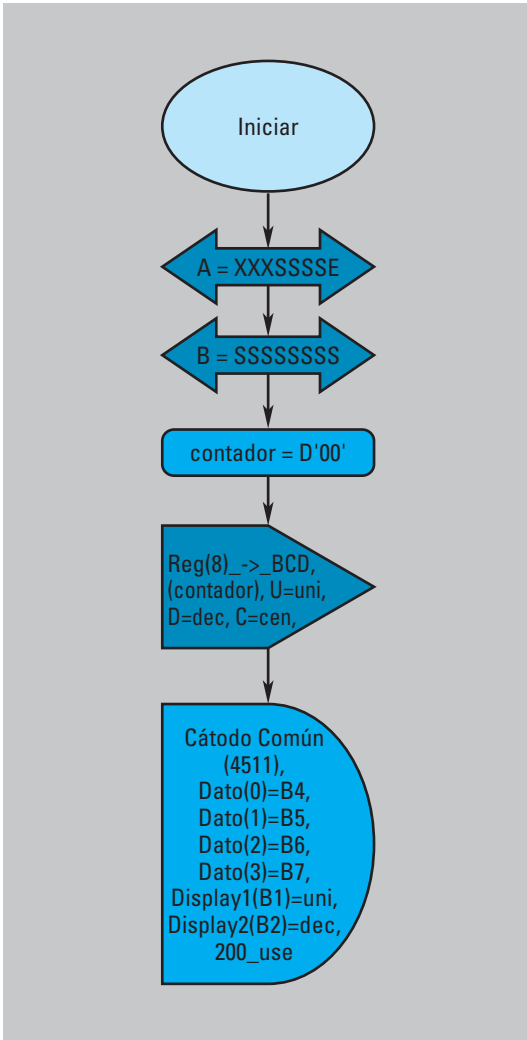 Iniciar
A = XXXSSSSE
B = SSSSSSSS
contador = D'00'
Reg(8)_->_BCD,
(contador), U=uni,
D=dec, C=cen,
Cátodo Común
(4511),
Dato(0)=B4,
Dato(1)=B5,
Dato(2)=B6,
Dato(3)=B7,
Display1(B1)=uni,
Display2(B2)=dec,
200_use